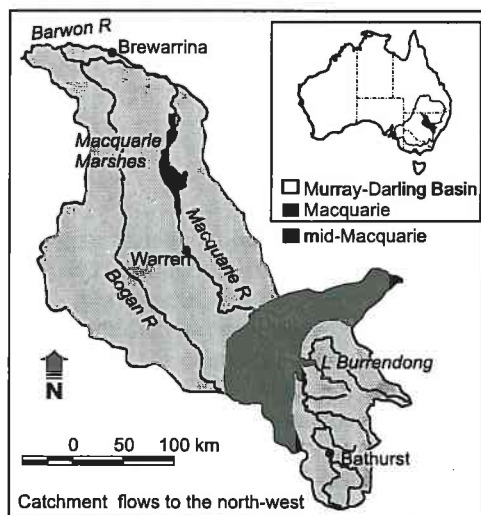 Barwon R
Brewarrina
Macquarie
Marshes
Macquarie R
Warren
Bogan R
L Burrendong
N
0 50 100 km
Bathurst
Catchment flows to the north-west
Murray-Darling Basin
Macquarie
mid-Macquarie